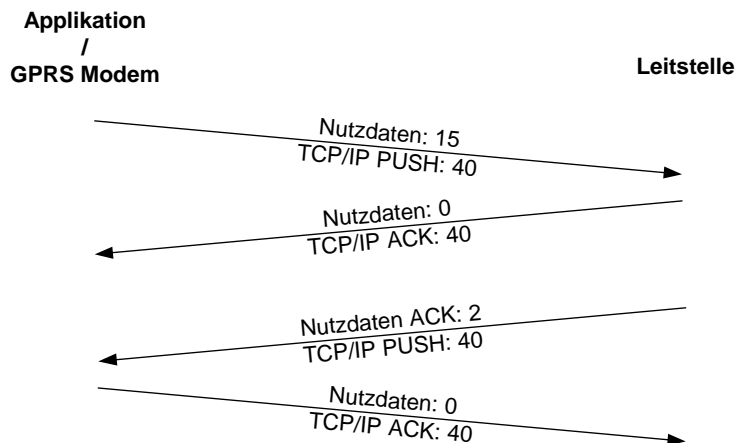 Applikation
/
GPRS Modem
Leitstelle
Nutzdaten: 15
TCP/IP PUSH: 40
Nutzdaten: 0
TCP/IP ACK: 40
Nutzdaten ACK: 2
TCP/IP PUSH: 40
Nutzdaten: 0
TCP/IP ACK: 40